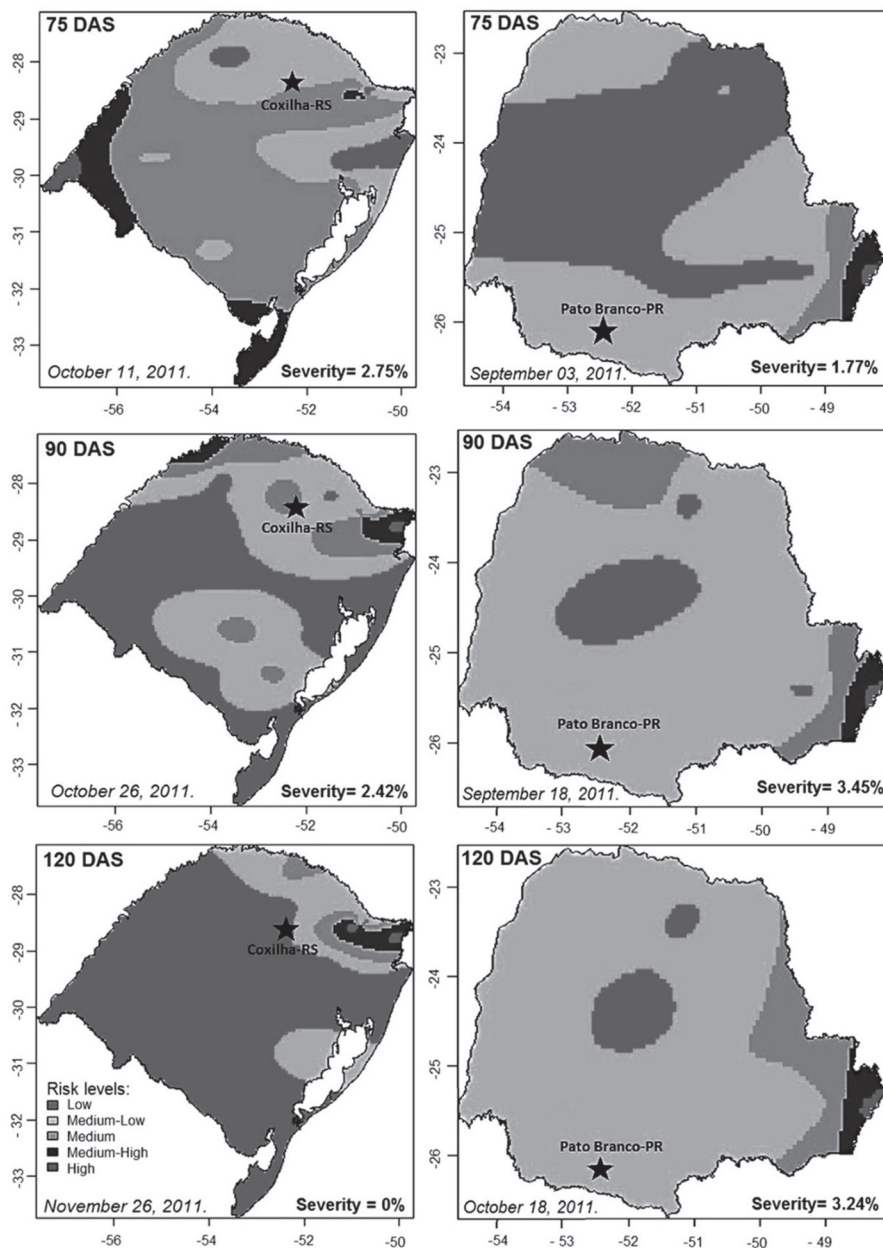 75 DAS
-28
-29
-30
-31
-32
-33
Coxilha-RS
October 11, 2011.
Severity= 2.75%
-56
-54
-52
-50
75 DAS
-23
-24
-25
-26
Pato Branco-PR
September 03, 2011.
Severity= 1.77%
-54
-53
-52
-51
-50
-49
90 DAS
-28
-29
-30
-31
- 32
-33
Coxilha-RS
October 26, 2011.
Severity= 2.42%
-56
-54
-52
-50
90 DAS
-23
-24
-25
-26
Pato Branco-PR
September 18, 2011.
Severity= 3.45%
-54
- 53
-52
-51
-50
- 49
120 DAS
-28
-29
-30
-31
- 32
-33
Coxilha-RS
Risk levels:
Low
Medium-Low
Medium
Medium-High
High
November 26, 2011.
Severity = 0%
-56
-54
-52
-50
120 DAS
-23
-24
-25
-26
Pato Branco-PR
October 18, 2011.
Severity= 3.24%
-54
- 53
-52
-51
-50
- 49